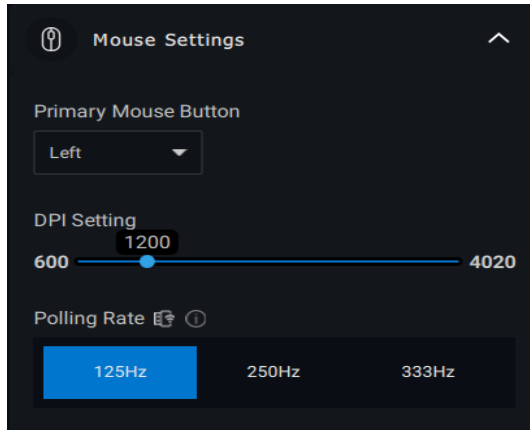 Mouse Settings
Primary Mouse Button
Left
DPI Setting
1200
600 4020
Polling Rate
125Hz 250Hz 333Hz